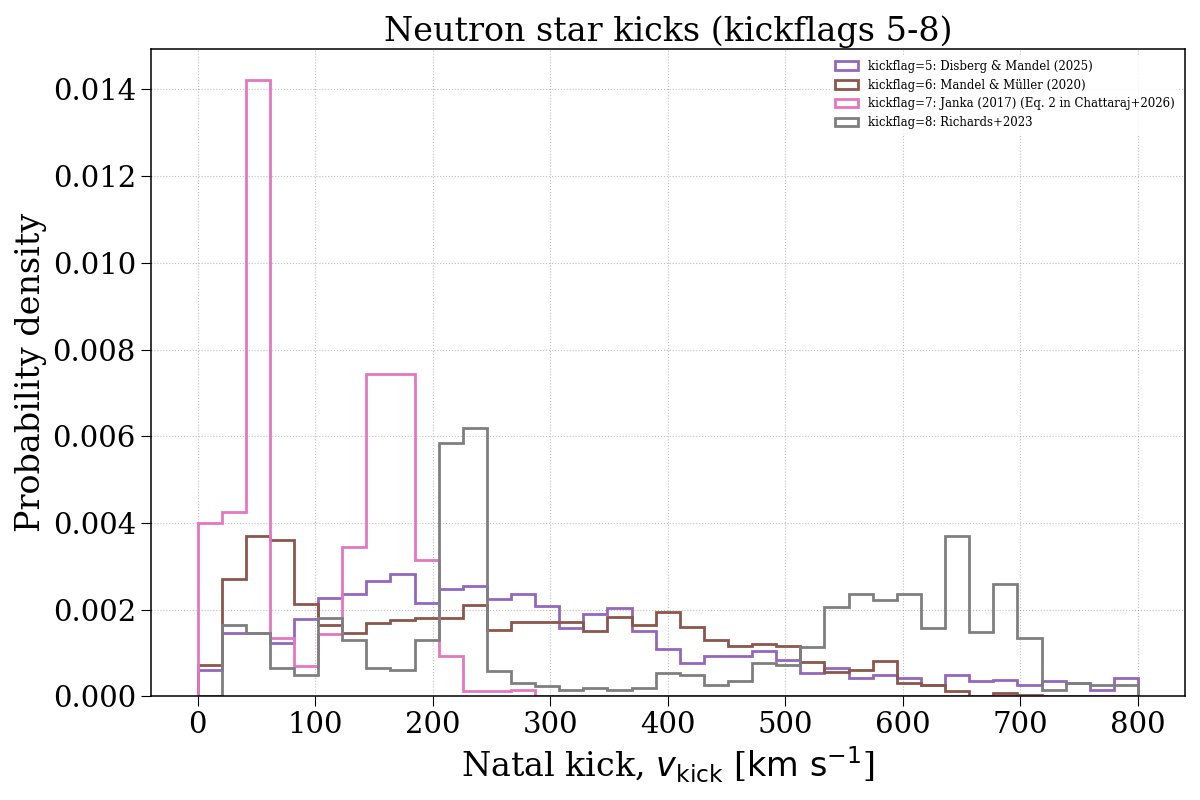 Neutron star kicks (kickflags 5-8)
kickflag=5: Disberg & Mandel (2025)
kickflag=6: Mandel & Müller (2020)
kickflag=7: Janka (2017) (Eq. 2 in Chattaraj+2026)
kickflag=8: Richards+2023
Probability density
0.014
0.012
0.010
0.008
0.006
0.004
0.002
0.000
0 100 200 300 400 500 600 700 800
Natal kick, v_kick [km s^−1]